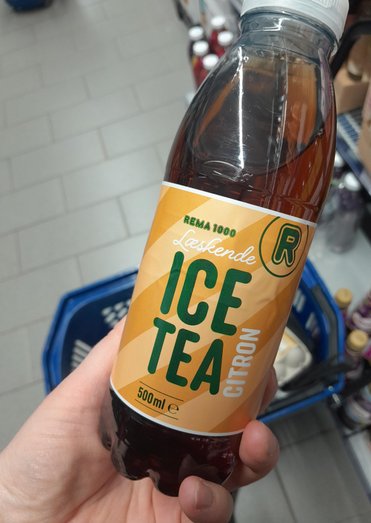 REMA 1000
Læskende
R
ICE
TEA
CITRON
500ml e